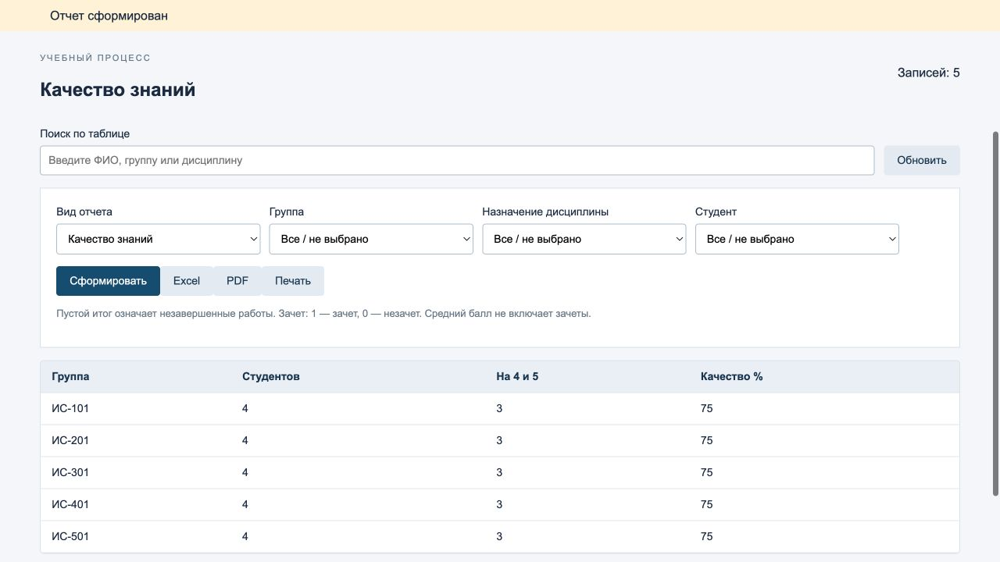 Отчет сформирован
УЧЕБНЫЙ ПРОЦЕСС
Качество знаний
Записей: 5
Поиск по таблице
Введите ФИО, группу или дисциплину
Обновить
Вид отчета Группа Назначение дисциплины Студент
Качество знаний Все / не выбрано Все / не выбрано Все / не выбрано
Сформировать Excel PDF Печать
Пустой итог означает незавершенные работы. Зачет: 1 — зачет, 0 — незачет. Средний балл не включает зачеты.
Группа Студентов На 4 и 5 Качество %
ИС-101 4 3 75
ИС-201 4 3 75
ИС-301 4 3 75
ИС-401 4 3 75
ИС-501 4 3 75